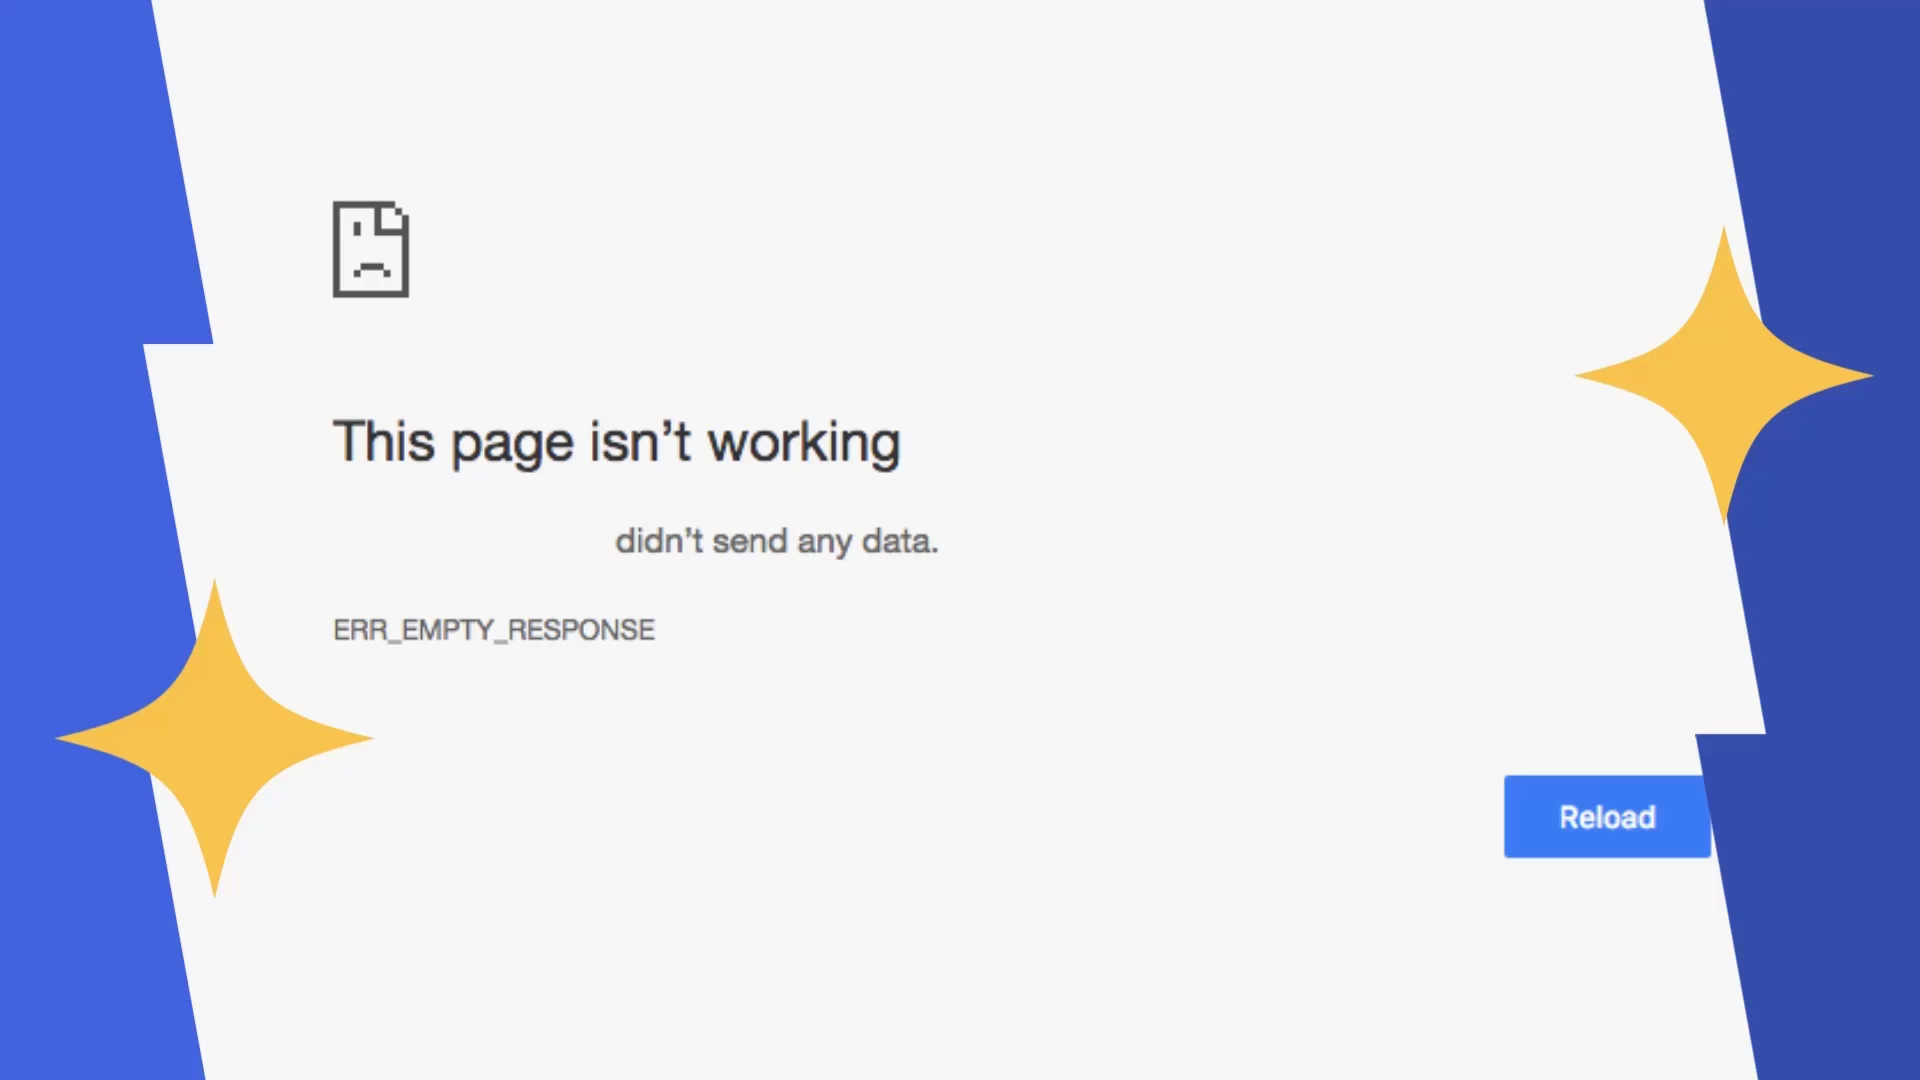 This page isn’t working
didn’t send any data.
ERR_EMPTY_RESPONSE
Reload